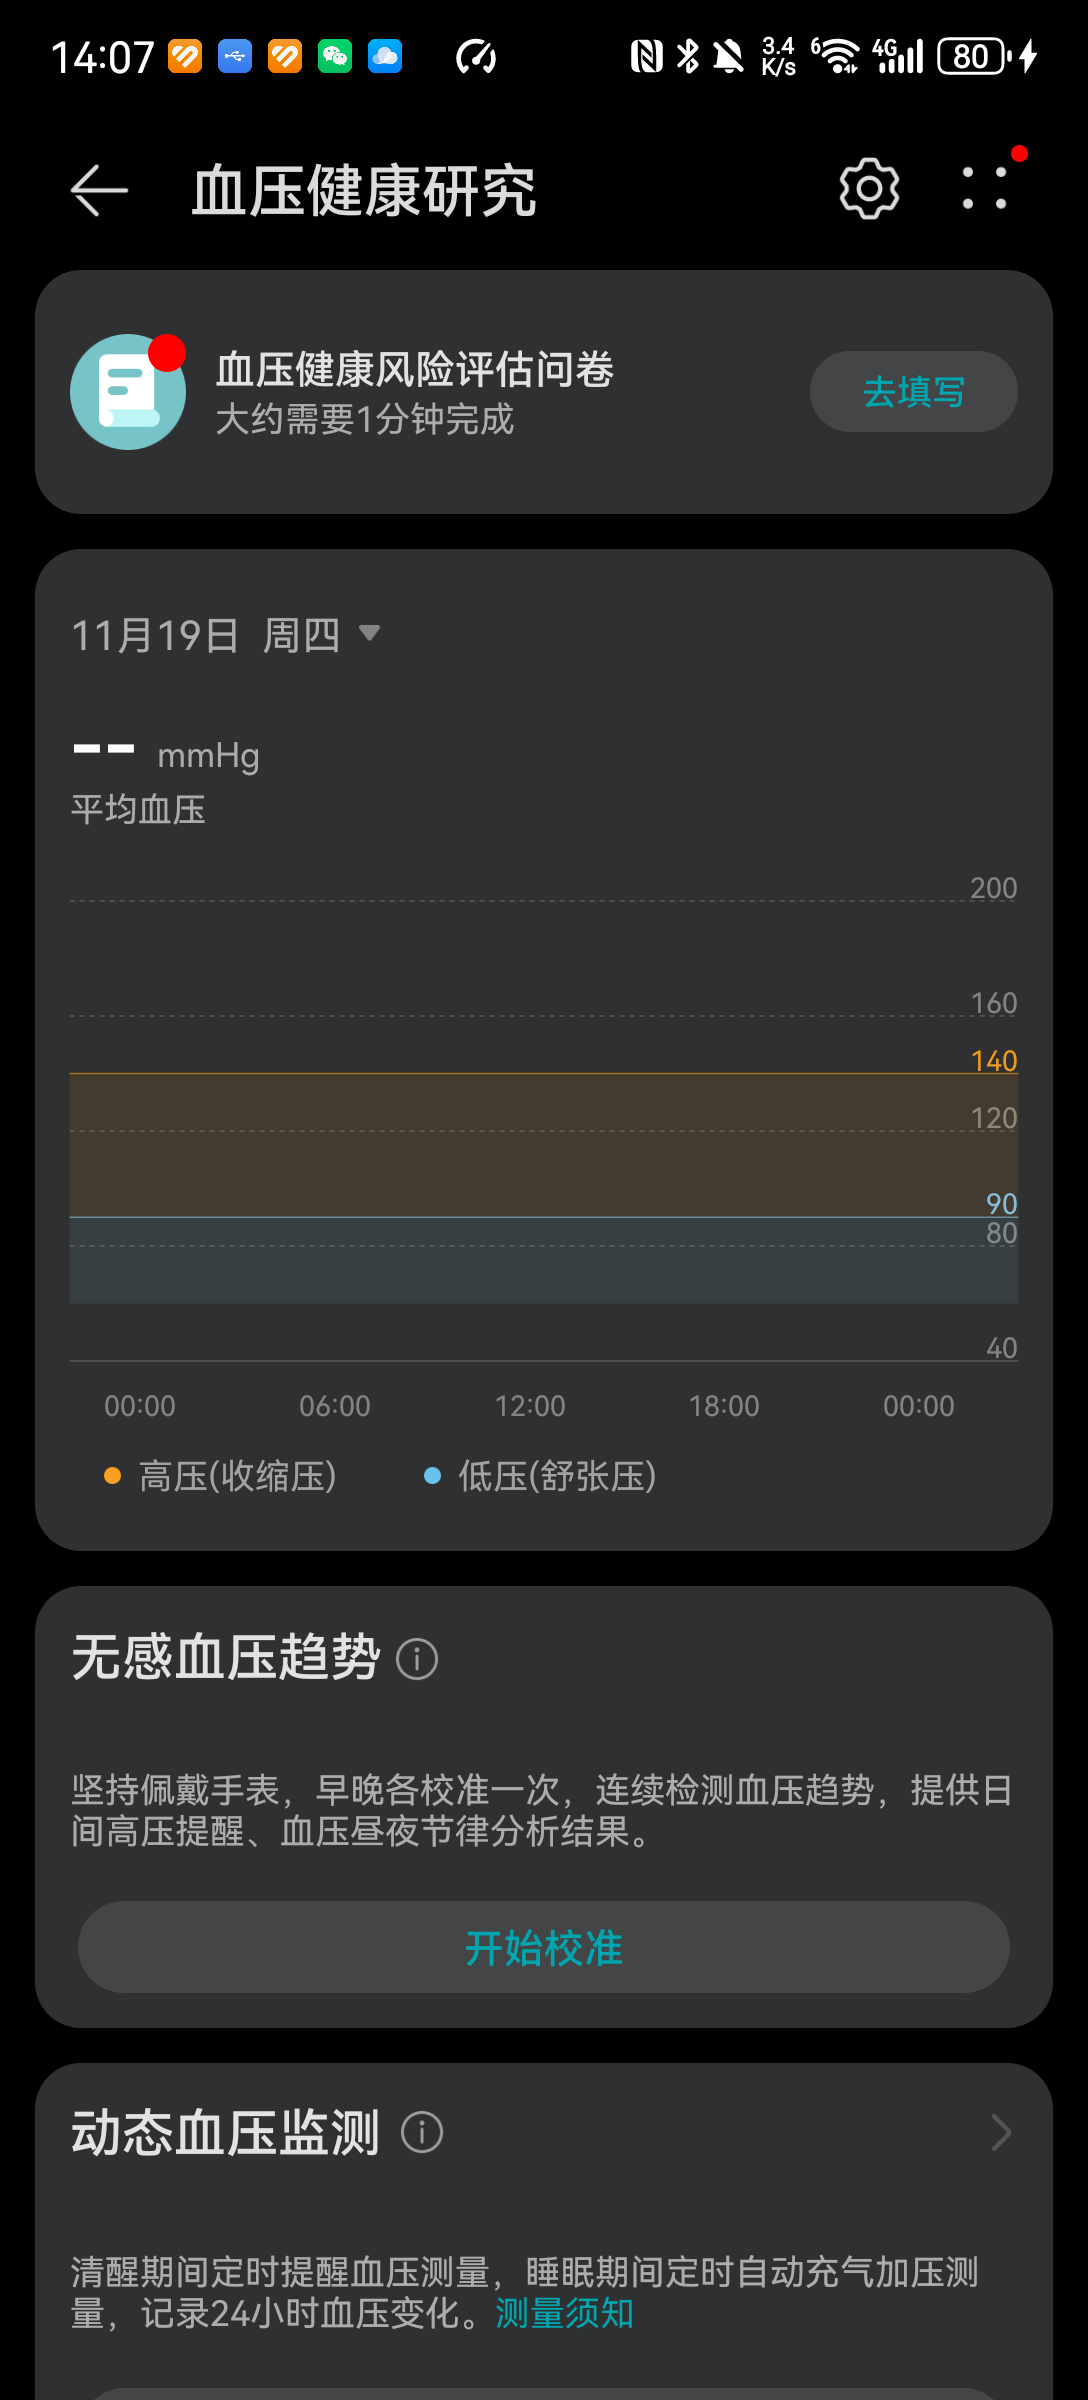 14:07
3.4
K/s
6
4G
80
血压健康研究
血压健康风险评估问卷
大约需要1分钟完成
去填写
11月19日 周四
-- mmHg
平均血压
200
160
140
120
90
80
40
00:00 06:00 12:00 18:00 00:00
高压(收缩压) 低压(舒张压)
无感血压趋势
坚持佩戴手表，早晚各校准一次，连续检测血压趋势，提供日
间高压提醒、血压昼夜节律分析结果。
开始校准
动态血压监测
清醒期间定时提醒血压测量，睡眠期间定时自动充气加压测
量，记录24小时血压变化。测量须知